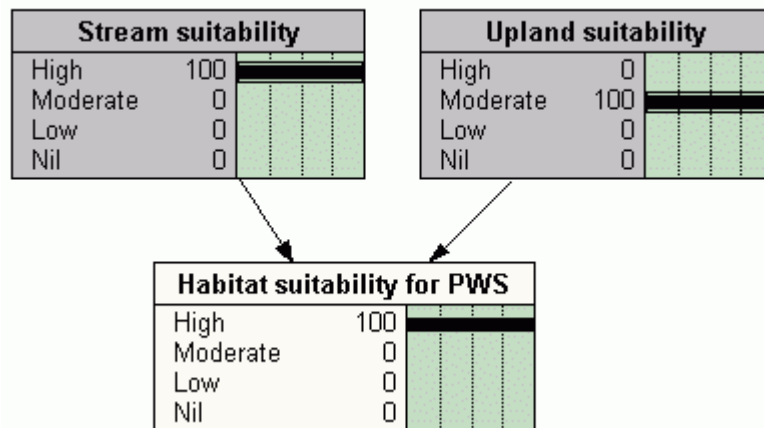 Stream suitability
High 100
Moderate 0
Low 0
Nil 0
Upland suitability
High 0
Moderate 100
Low 0
Nil 0
Habitat suitability for PWS
High 100
Moderate 0
Low 0
Nil 0